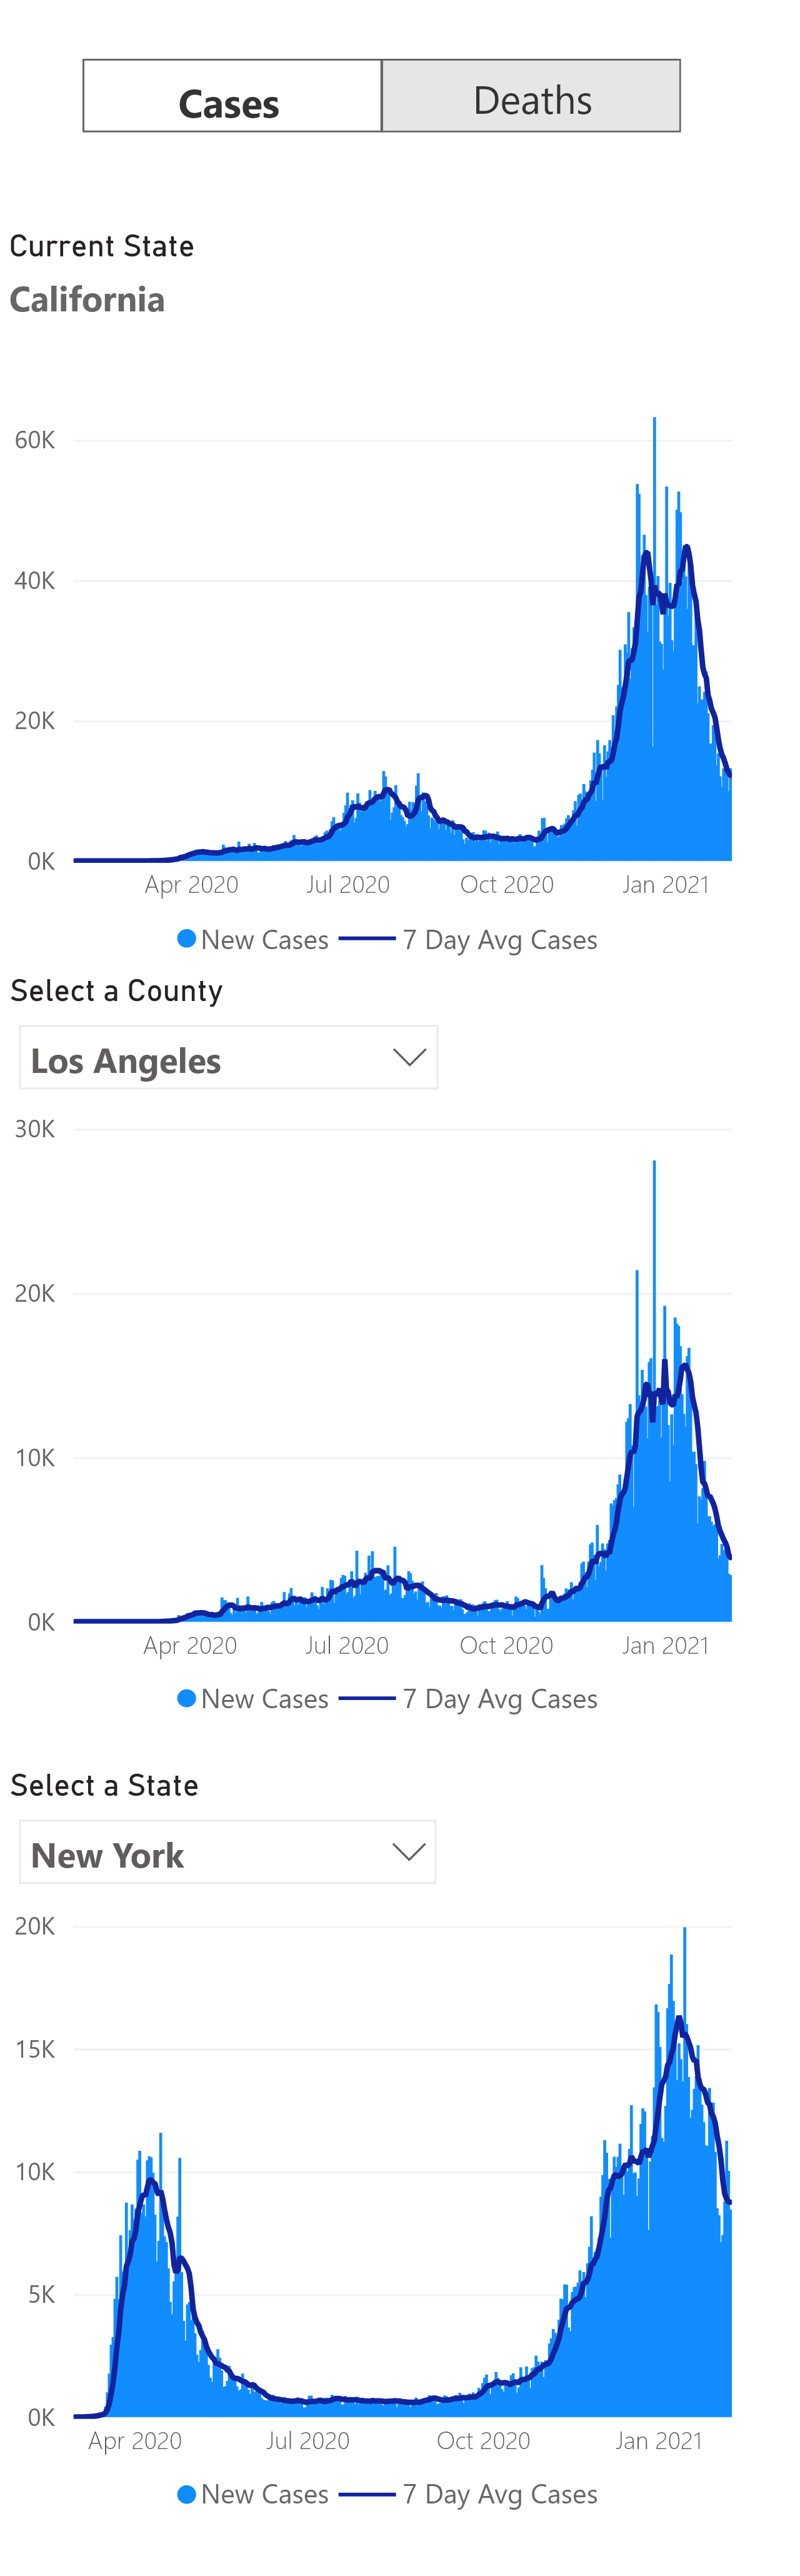 Cases Deaths
Current State
California
60K
40K
20K
0K
Apr 2020 Jul 2020 Oct 2020 Jan 2021
New Cases 7 Day Avg Cases
Select a County
Los Angeles
30K
20K
10K
0K
Apr 2020 Jul 2020 Oct 2020 Jan 2021
New Cases 7 Day Avg Cases
Select a State
New York
20K
15K
10K
5K
0K
Apr 2020 Jul 2020 Oct 2020 Jan 2021
New Cases 7 Day Avg Cases